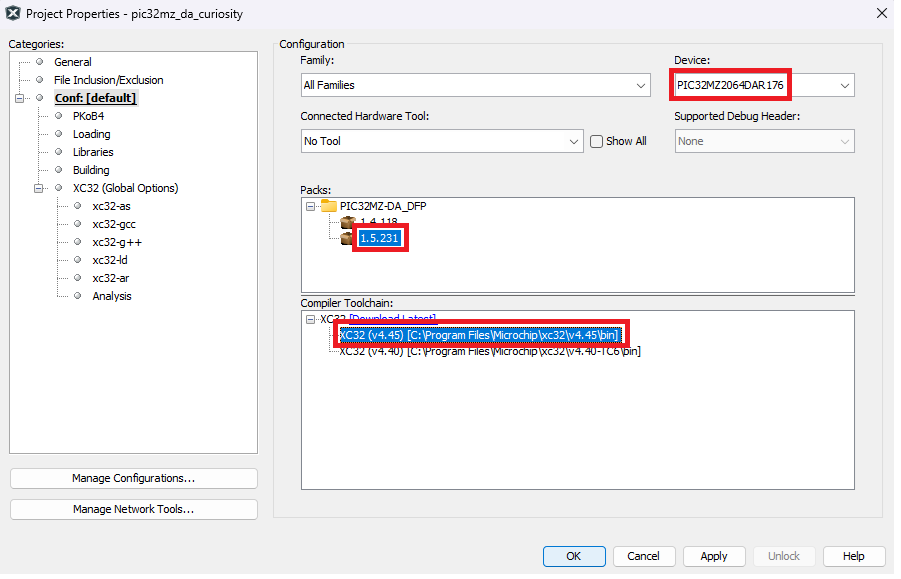 Project Properties - pic32mz_da_curiosity
Categories:
General
File Inclusion/Exclusion
Conf: [default]
PKoB4
Loading
Libraries
Building
XC32 (Global Options)
xc32-as
xc32-gcc
xc32-g++
xc32-ld
xc32-ar
Analysis
Manage Configurations...
Manage Network Tools...
Configuration
Family:
Device:
All Families
PIC32MZ2064DAR176
Connected Hardware Tool:
Supported Debug Header:
No Tool
Show All
None
Packs:
PIC32MZ-DA_DFP
1.4.118
1.5.231
Compiler Toolchain:
XC32 [Download Latest]
XC32 (v4.45) [C:\Program Files\Microchip\xc32\v4.45\bin]
XC32 (v4.40) [C:\Program Files\Microchip\xc32\v4.40-TC6\bin]
OK
Cancel
Apply
Unlock
Help